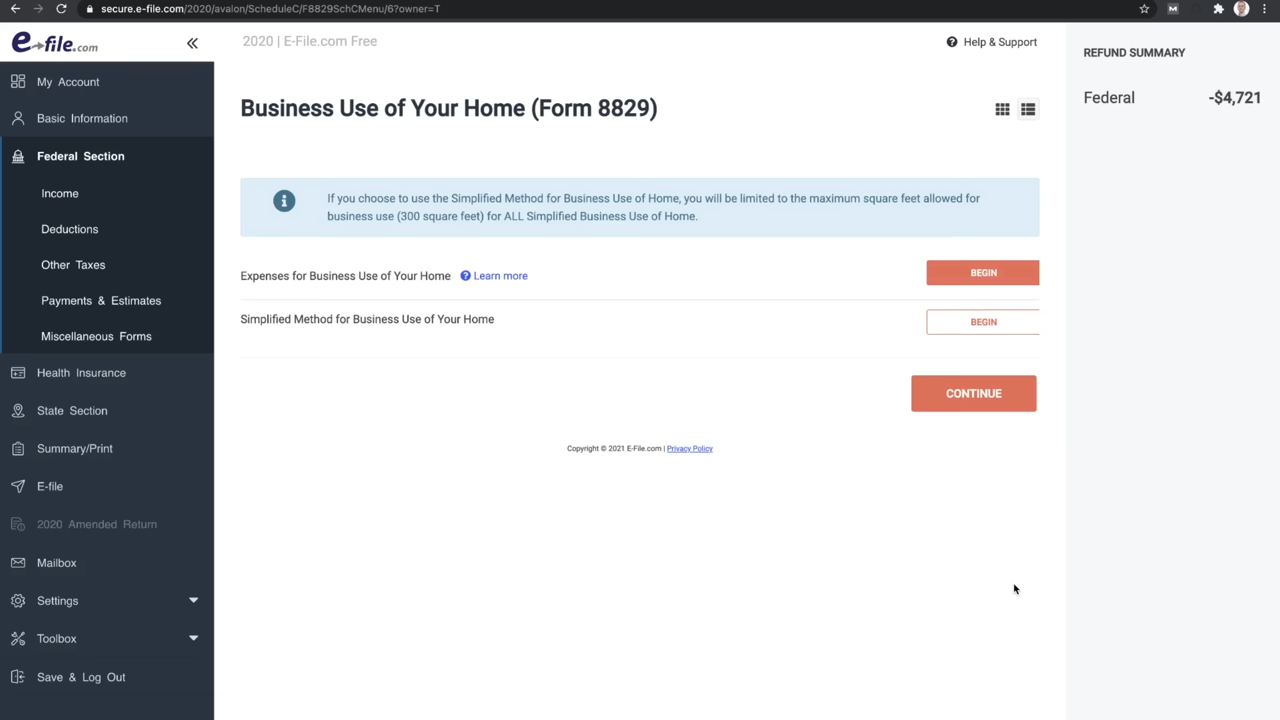 secure.e-file.com/2020/avalon/ScheduleC/F8829SchCMenu/6?owner=T
e-file.com
2020 | E-File.com Free
Help & Support
REFUND SUMMARY
My Account
Federal -$4,721
Business Use of Your Home (Form 8829)
Basic Information
Federal Section
Income
If you choose to use the Simplified Method for Business Use of Home, you will be limited to the maximum square feet allowed for
business use (300 square feet) for ALL Simplified Business Use of Home.
Deductions
Other Taxes
Expenses for Business Use of Your Home Learn more BEGIN
Payments & Estimates
Simplified Method for Business Use of Your Home BEGIN
Miscellaneous Forms
Health Insurance
CONTINUE
State Section
Summary/Print
Copyright © 2021 E-File.com | Privacy Policy
E-file
2020 Amended Return
Mailbox
Settings
Toolbox
Save & Log Out